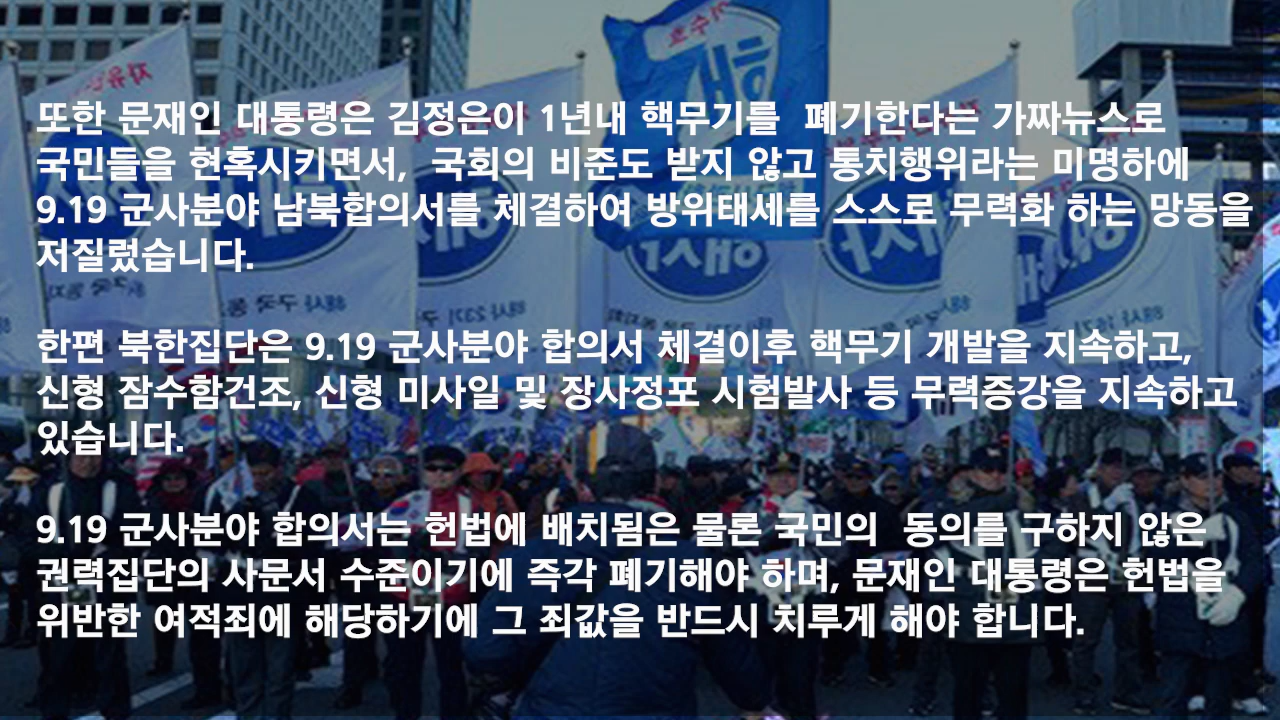 또한 문재인 대통령은 김정은이 1년내 핵무기를 폐기한다는 가짜뉴스로
국민들을 현혹시키면서, 국회의 비준도 받지 않고 통치행위라는 미명하에
9.19 군사분야 남북합의서를 체결하여 방위태세를 스스로 무력화 하는 망동을
저질렀습니다.
한편 북한집단은 9.19 군사분야 합의서 체결이후 핵무기 개발을 지속하고,
신형 잠수함건조, 신형 미사일 및 장사정포 시험발사 등 무력증강을 지속하고
있습니다.
9.19 군사분야 합의서는 헌법에 배치됨은 물론 국민의 동의를 구하지 않은
권력집단의 사문서 수준이기에 즉각 폐기해야 하며, 문재인 대통령은 헌법을
위반한 여적죄에 해당하기에 그 죄값을 반드시 치루게 해야 합니다.